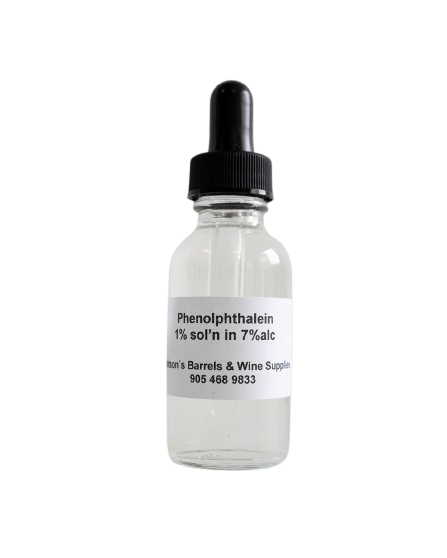 Phenolphthalein
1% sol'n in 7%alc
Barrels & Wine Supplies
905 468 9833